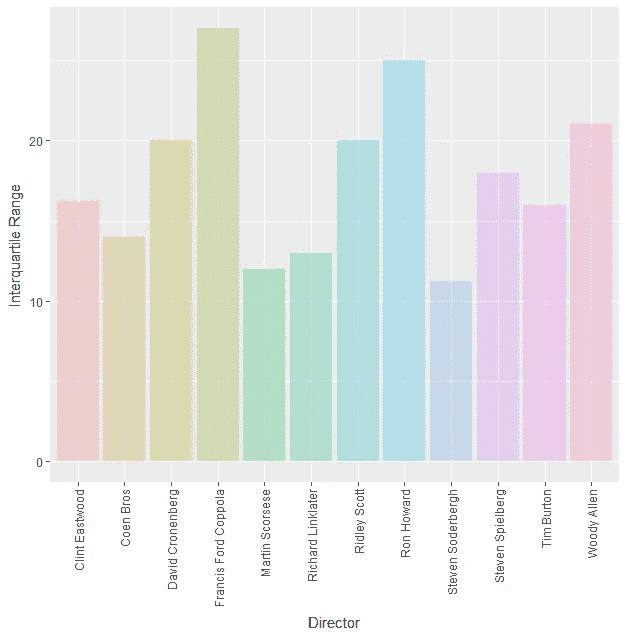 20
10
0
Interquartile Range
Clint Eastwood
Coen Bros
David Cronenberg
Francis Ford Coppola
Martin Scorsese
Richard Linklater
Ridley Scott
Ron Howard
Steven Soderbergh
Steven Spielberg
Tim Burton
Woody Allen
Director